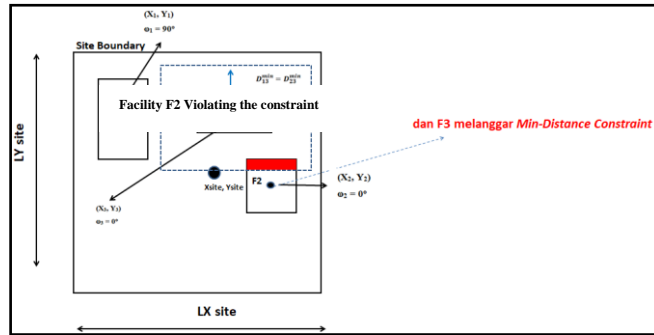 (X₁, Y₁)
ω₁ = 90°
Site Boundary
D₁₃ᵐⁱⁿ = D₂₃ᵐⁱⁿ
Facility F2 Violating the constraint
dan F3 melanggar Min-Distance Constraint
LY site
F2
Xsite, Ysite
(X₂, Y₂)
ω₂ = 0°
(X₃, Y₃)
ω₃ = 0°
LX site